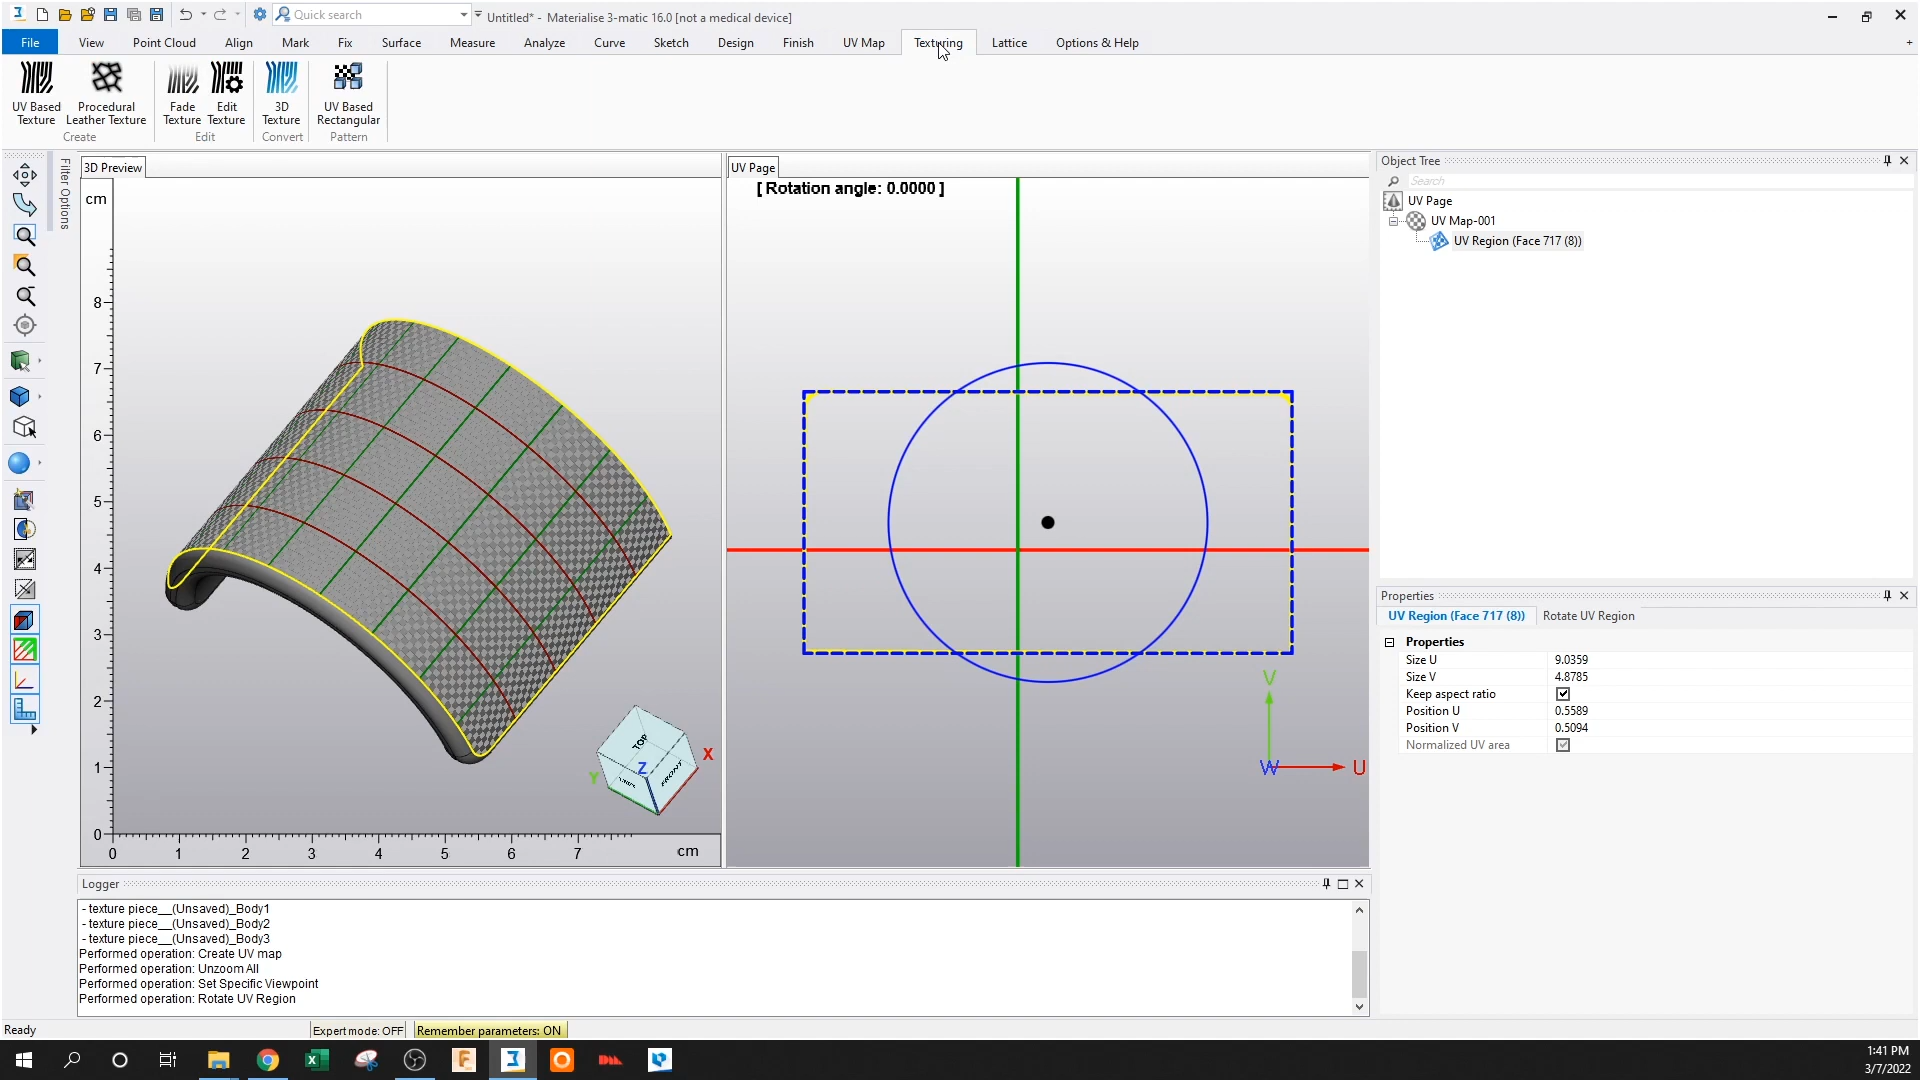 Quick search
Untitled* - Materialise 3-matic 16.0 [not a medical device]
File View Point Cloud Align Mark Fix Surface Measure Analyze Curve Sketch Design Finish UV Map Texturing Lattice Options & Help
UV Based Texture
Procedural Leather Texture
Fade Texture
Edit Texture
3D Texture
UV Based Rectangular
Create Edit Convert Pattern
Filter Options
3D Preview
cm
8
7
6
5
4
3
2
1
0
0 1 2 3 4 5 6 7 cm
TOP
FRONT
X
Y
Z
UV Page
[ Rotation angle: 0.0000 ]
V
W
U
Object Tree
Search
UV Page
UV Map-001
UV Region (Face 717 (8))
Properties
UV Region (Face 717 (8)) Rotate UV Region
Properties
Size U 9.0359
Size V 4.8785
Keep aspect ratio
Position U 0.5589
Position V 0.5094
Normalized UV area
Logger
- texture piece__(Unsaved)_Body1
- texture piece__(Unsaved)_Body2
- texture piece__(Unsaved)_Body3
Performed operation: Create UV map
Performed operation: Unzoom All
Performed operation: Set Specific Viewpoint
Performed operation: Rotate UV Region
Ready
Expert mode: OFF
Remember parameters: ON
1:41 PM
3/7/2022